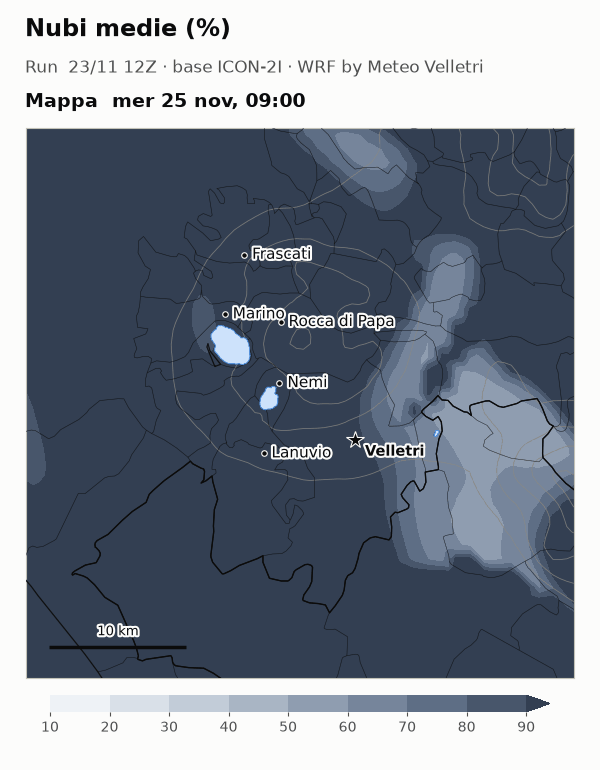 Nubi medie (%)
Run  23/11 12Z · base ICON-2I · WRF by Meteo Velletri
Mappa  mer 25 nov, 09:00
Frascati
Marino
Rocca di Papa
Nemi
Velletri
Lanuvio
10 km
10 20 30 40 50 60 70 80 90